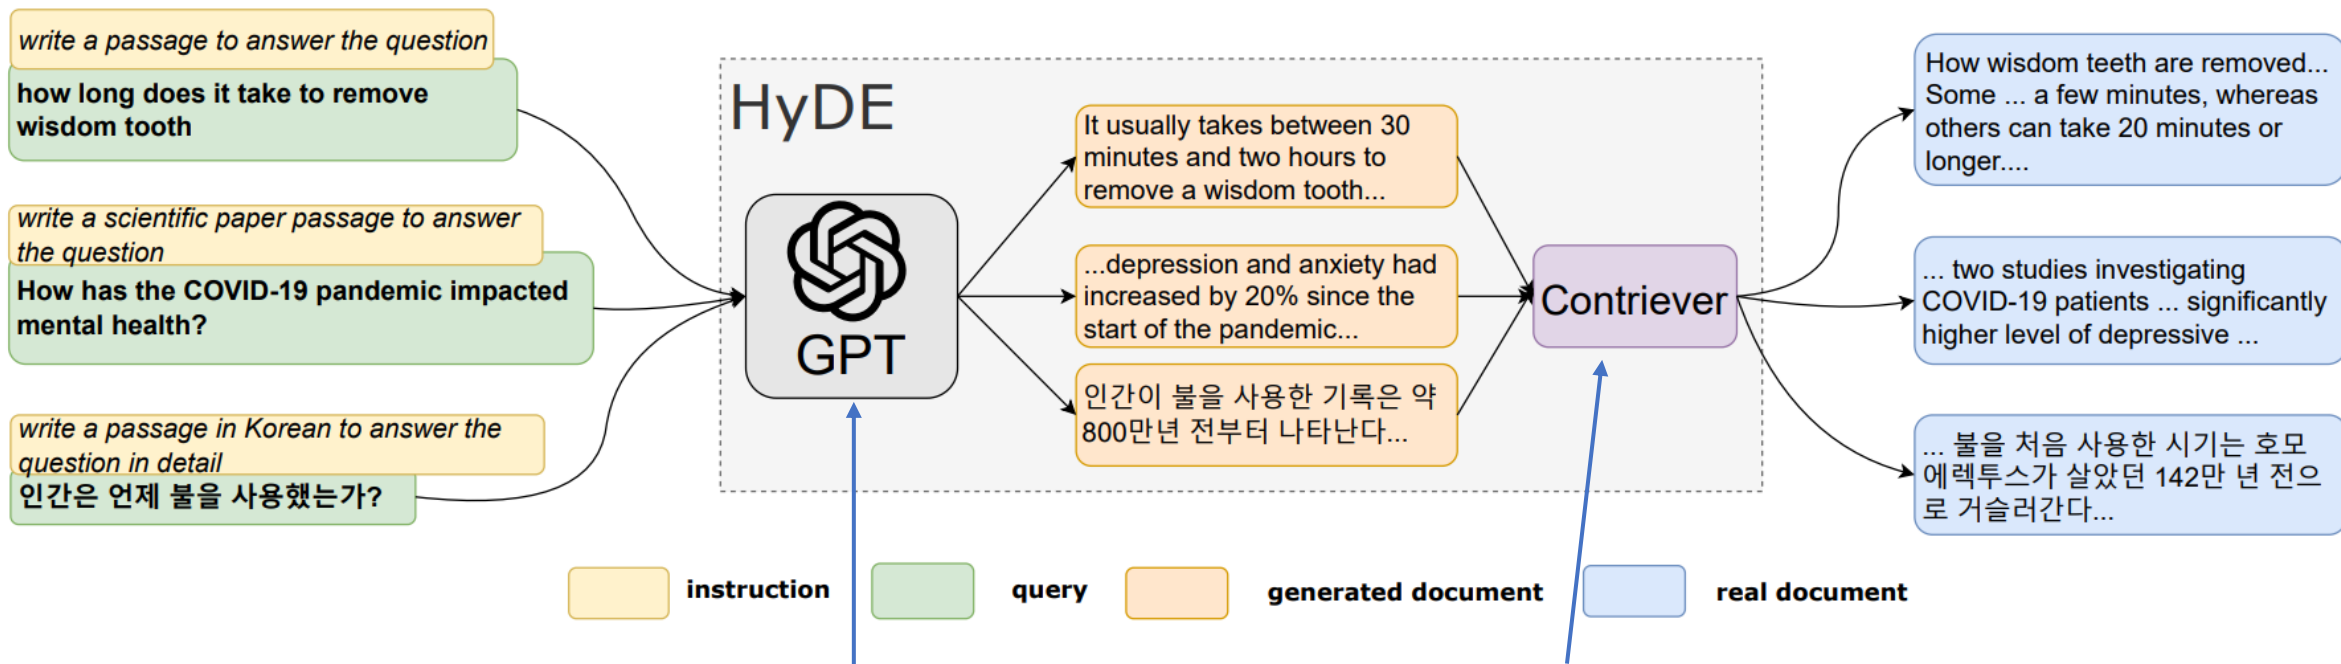 write a passage to answer the question
how long does it take to remove
wisdom tooth
write a scientific paper passage to answer
the question
How has the COVID-19 pandemic impacted
mental health?
write a passage in Korean to answer the
question in detail
인간은 언제 불을 사용했는가?
HyDE
GPT
It usually takes between 30
minutes and two hours to
remove a wisdom tooth...
...depression and anxiety had
increased by 20% since the
start of the pandemic...
인간이 불을 사용한 기록은 약
800만년 전부터 나타난다...
Contriever
How wisdom teeth are removed...
Some ... a few minutes, whereas
others can take 20 minutes or
longer....
... two studies investigating
COVID-19 patients ... significantly
higher level of depressive ...
... 불을 처음 사용한 시기는 호모
에렉투스가 살았던 142만 년 전으
로 거슬러간다...
instruction
query
generated document
real document